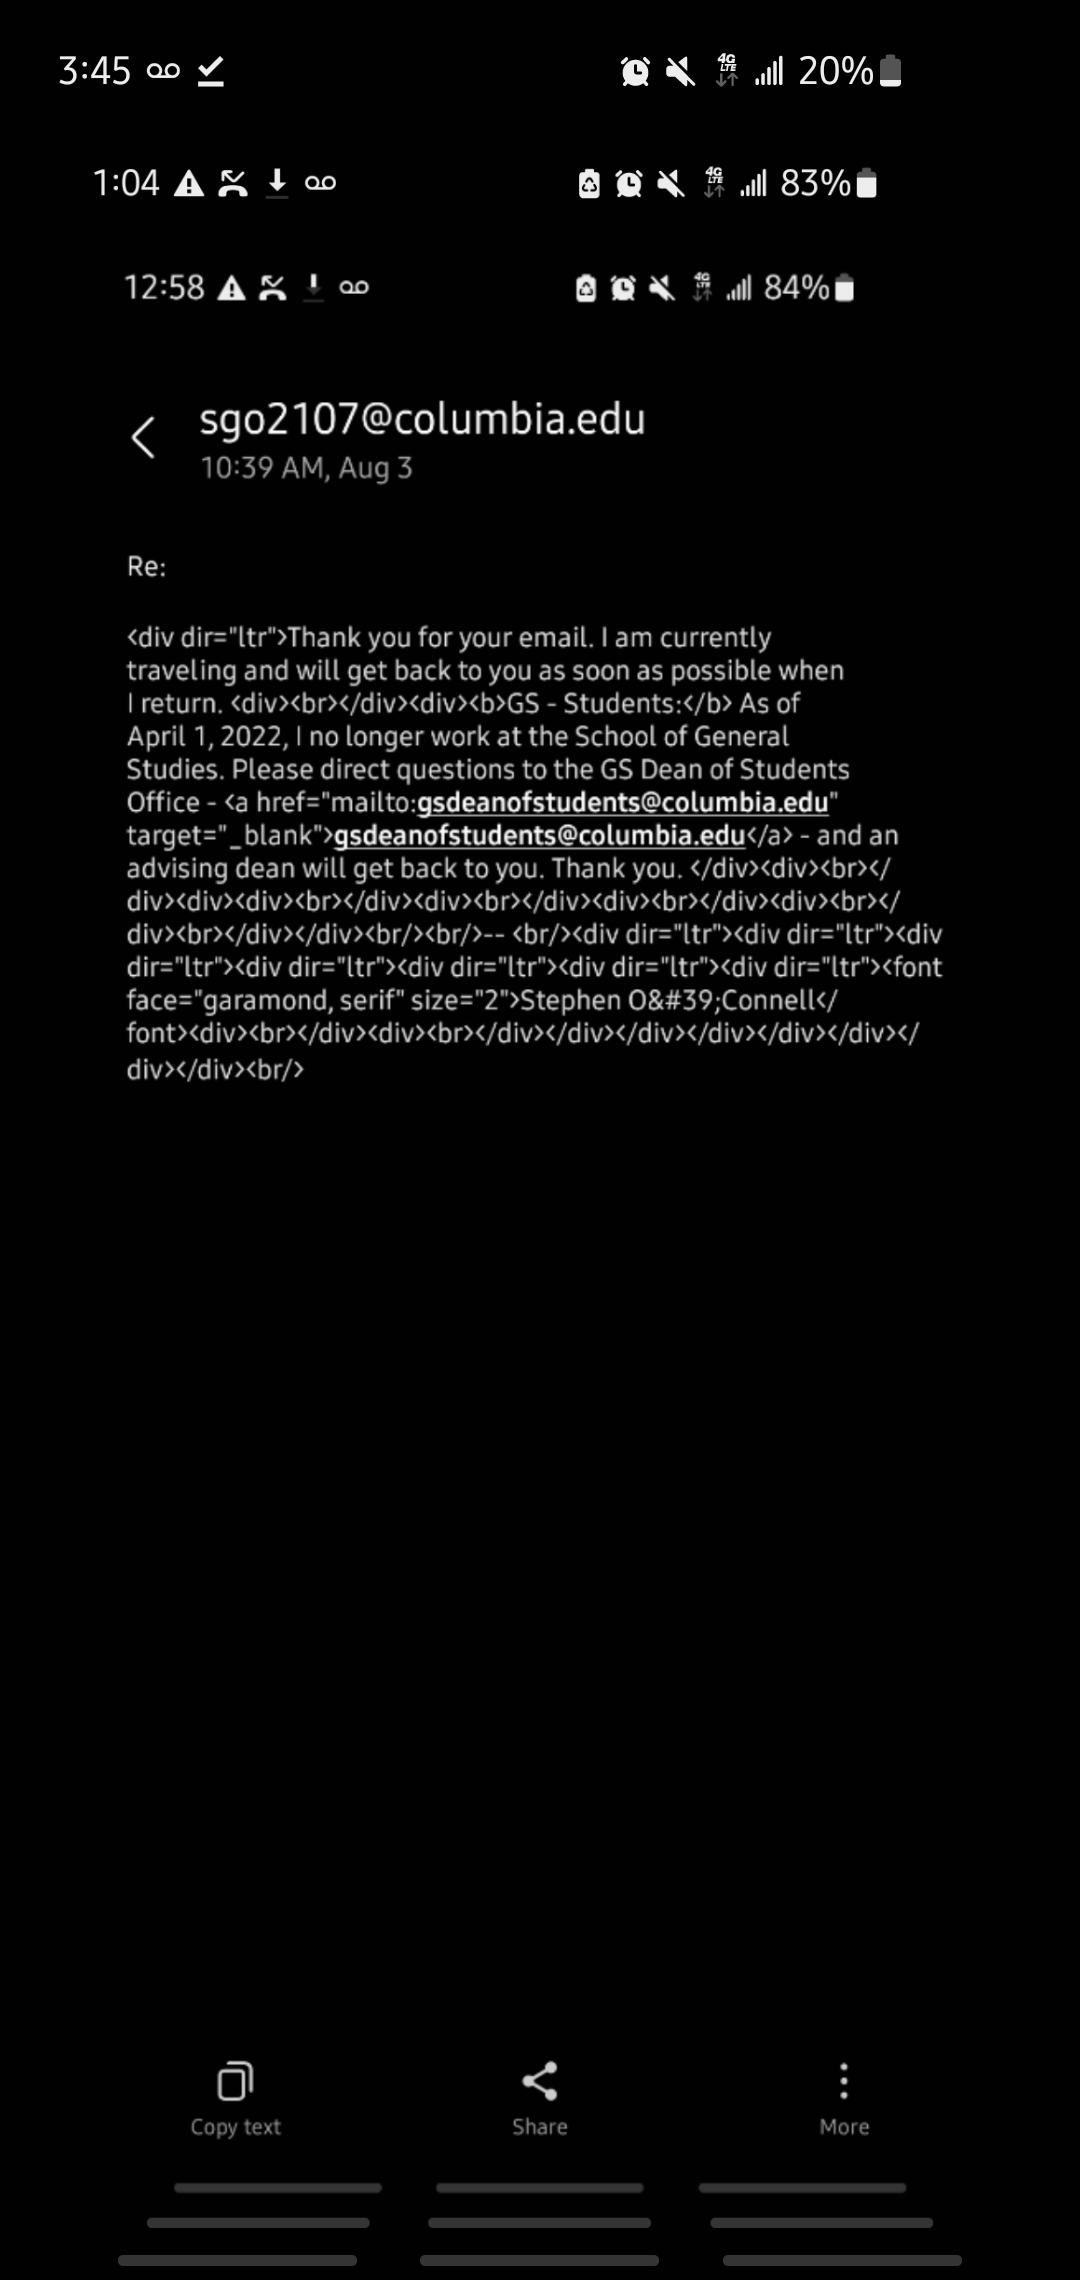 3:45 20%
1:04 4G LTE 83%
12:58 4G LTE 84%
sgo2107@columbia.edu
10:39 AM, Aug 3
Re:
<div dir="ltr">Thank you for your email. I am currently
traveling and will get back to you as soon as possible when
I return. <div><br></div><div><b>GS - Students:</b> As of
April 1, 2022, I no longer work at the School of General
Studies. Please direct questions to the GS Dean of Students
Office - <a href="mailto:gsdeanofstudents@columbia.edu"
target="_blank">gsdeanofstudents@columbia.edu</a> - and an
advising dean will get back to you. Thank you. </div><div><br></
div><div><div><br></div><div><br></div><div><br></div><div><br></
div><br></div></div><br/><br/>-- <br/><div dir="ltr"><div dir="ltr"><div
dir="ltr"><div dir="ltr"><div dir="ltr"><div dir="ltr"><div dir="ltr"><font
face="garamond, serif" size="2">Stephen O&#39;Connell</
font><div><br></div><div><br></div></div></div></div></div></
div></div><br/>
Copy text Share More